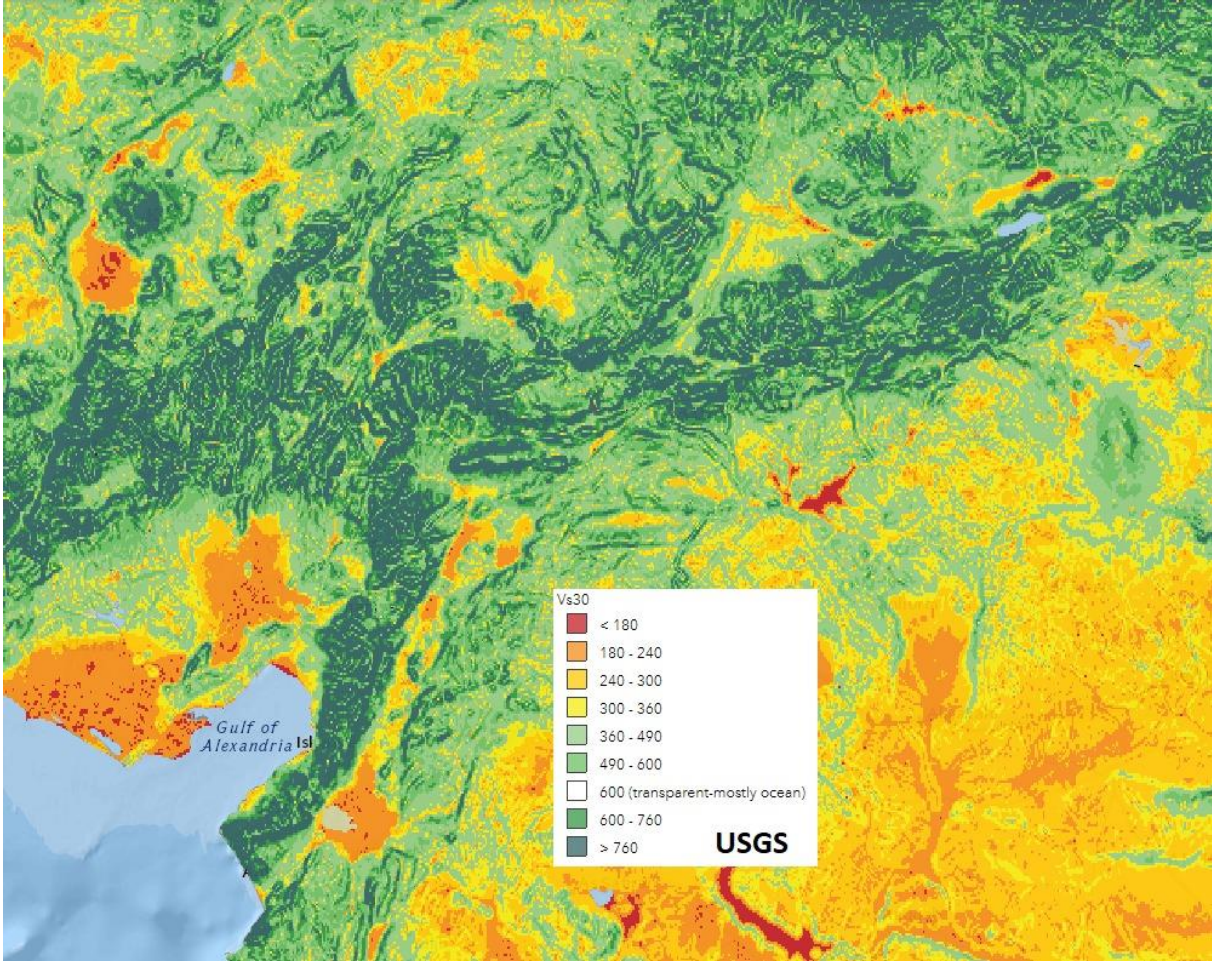 Gulf of
Alexandria
Isl
Vs30
< 180
180 - 240
240 - 300
300 - 360
360 - 490
490 - 600
600 (transparent-mostly ocean)
600 - 760
> 760
USGS